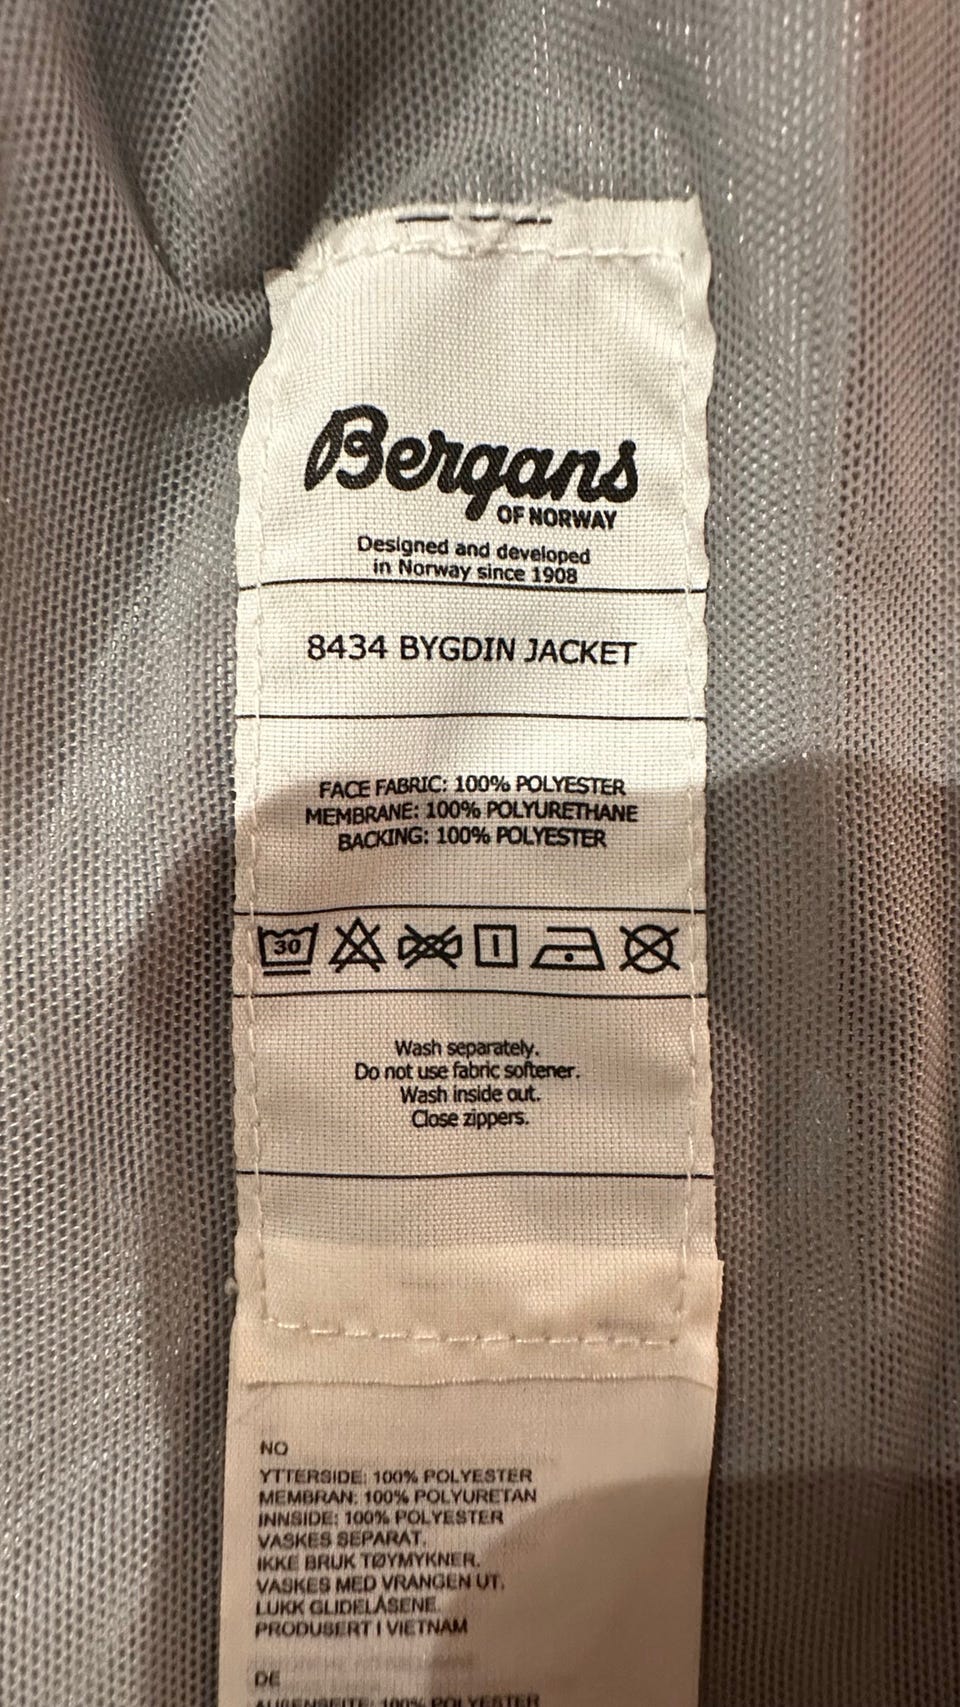 Bergans
OF NORWAY
Designed and developed
in Norway since 1908
8434 BYGDIN JACKET
FACE FABRIC: 100% POLYESTER
MEMBRANE: 100% POLYURETHANE
BACKING: 100% POLYESTER
30
Wash separately.
Do not use fabric softener.
Wash inside out.
Close zippers.
NO
YTTERSIDE: 100% POLYESTER
MEMBRAN: 100% POLYURETAN
INNSIDE: 100% POLYESTER
VASKES SEPARAT.
IKKE BRUK TØYMYKNER.
VASKES MED VRANGEN UT.
LUKK GLIDELÅSENE.
PRODUSERT I VIETNAM
DE
AUßENSEITE: 100% POLYESTER